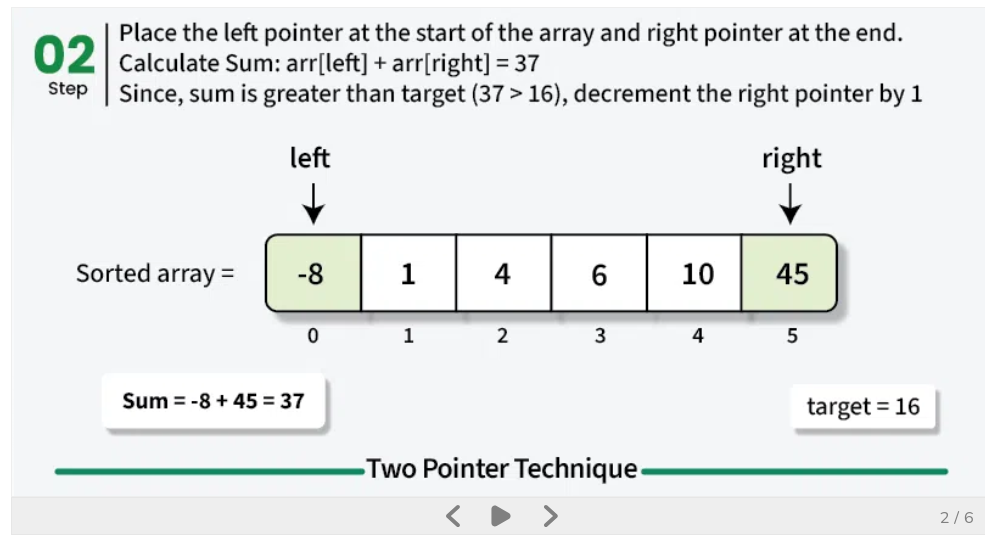 02
Step
Place the left pointer at the start of the array and right pointer at the end.
Calculate Sum: arr[left] + arr[right] = 37
Since, sum is greater than target (37 > 16), decrement the right pointer by 1
left right
Sorted array = -8 1 4 6 10 45
0 1 2 3 4 5
Sum = -8 + 45 = 37
target = 16
Two Pointer Technique
2 / 6